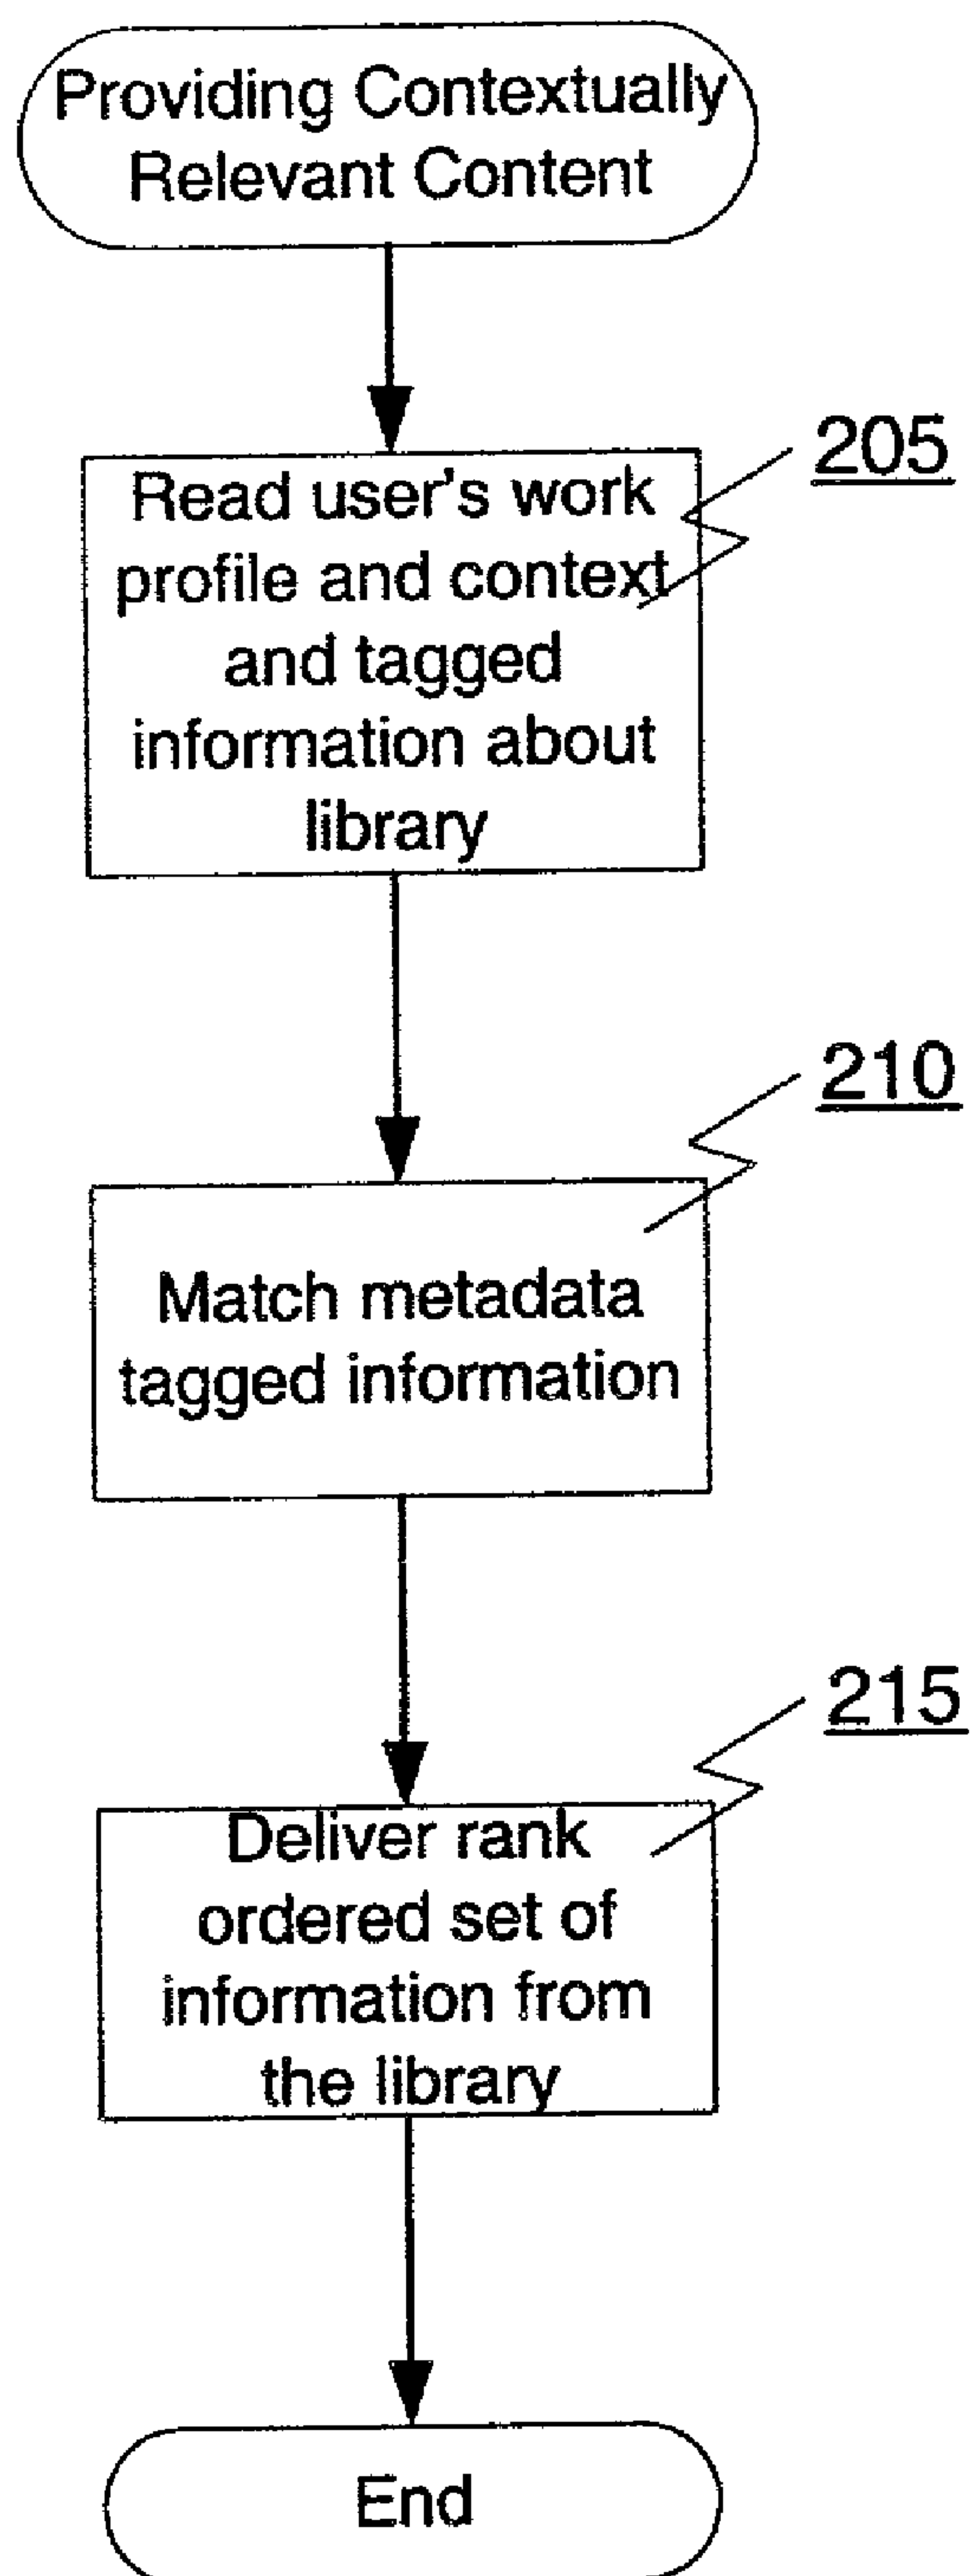 Providing Contextually
Relevant Content
205
Read user's work
profile and context
and tagged
information about
library
210
Match metadata
tagged information
215
Deliver rank
ordered set of
information from
the library
End